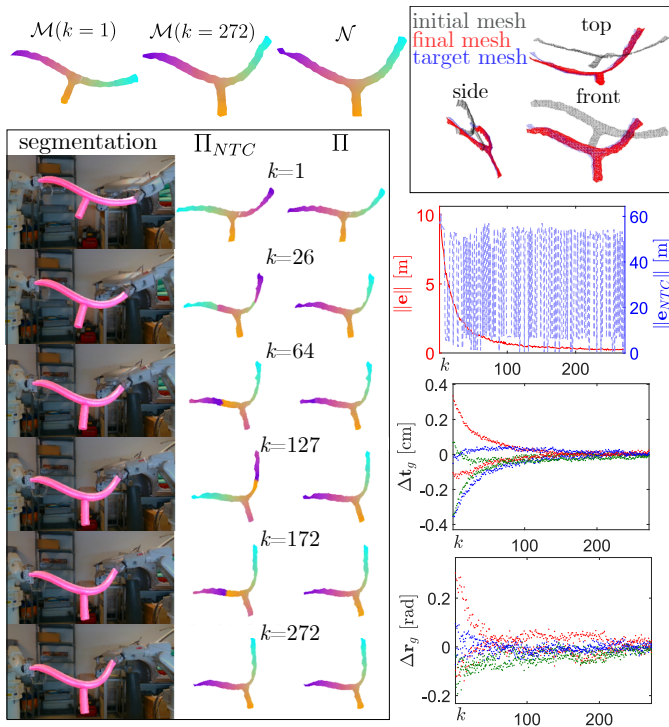 𝓜(k = 1)
𝓜(k = 272)
𝓝
initial mesh
final mesh
target mesh
top
side
front
segmentation
Π_NTC
Π
k=1
k=26
k=64
k=127
k=172
k=272
10
5
0
||e|| [m]
60
40
20
0
||e_NTC|| [m]
k
100
200
0.4
0.2
0
-0.2
-0.4
Δt_g [cm]
k
100
200
0.2
0
-0.2
Δr_g [rad]
k
100
200